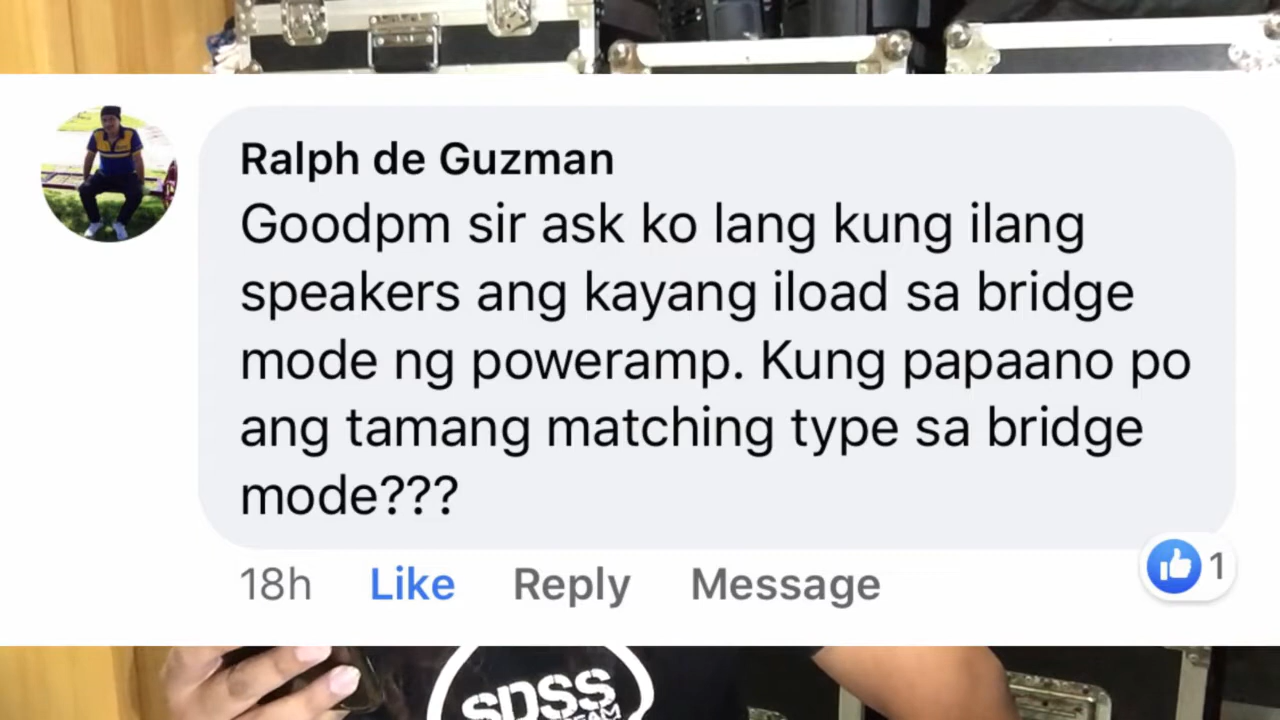 Ralph de Guzman
Goodpm sir ask ko lang kung ilang
speakers ang kayang iload sa bridge
mode ng poweramp. Kung papaano po
ang tamang matching type sa bridge
mode???
18h Like Reply Message
1
SDSS
TEAM